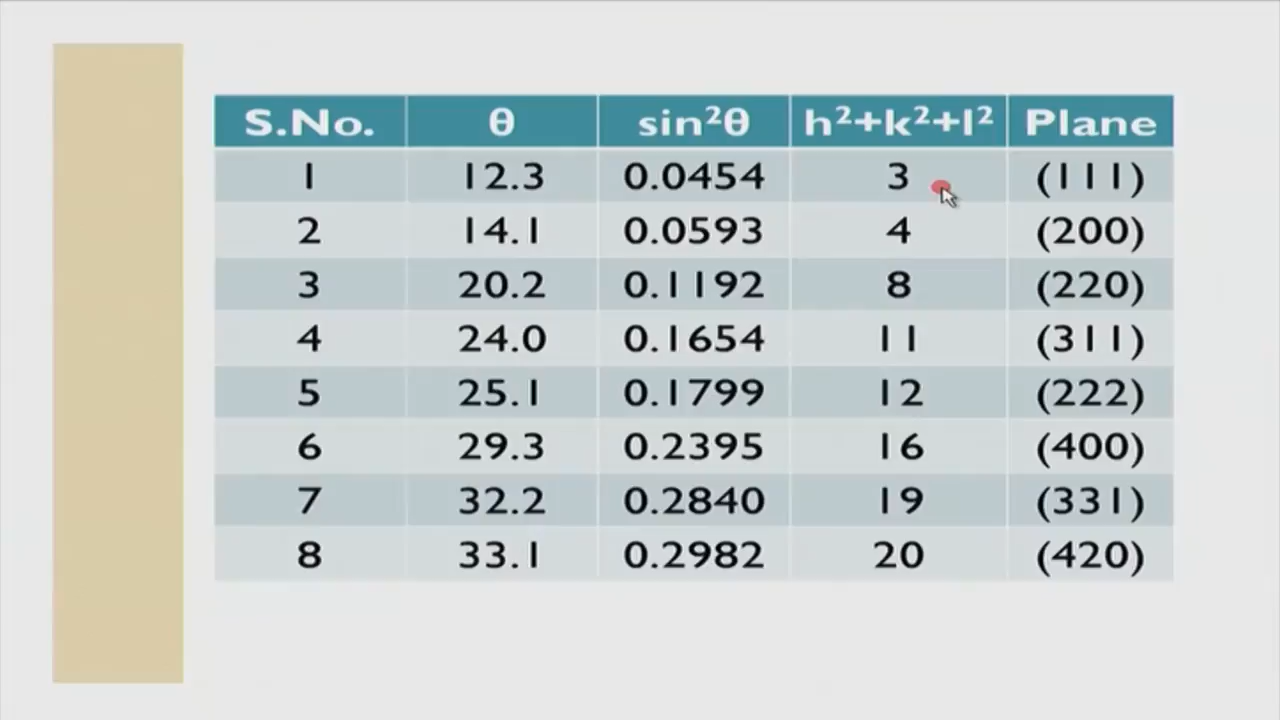 S.No. θ sin²θ h²+k²+l² Plane
1 12.3 0.0454 3 (111)
2 14.1 0.0593 4 (200)
3 20.2 0.1192 8 (220)
4 24.0 0.1654 11 (311)
5 25.1 0.1799 12 (222)
6 29.3 0.2395 16 (400)
7 32.2 0.2840 19 (331)
8 33.1 0.2982 20 (420)